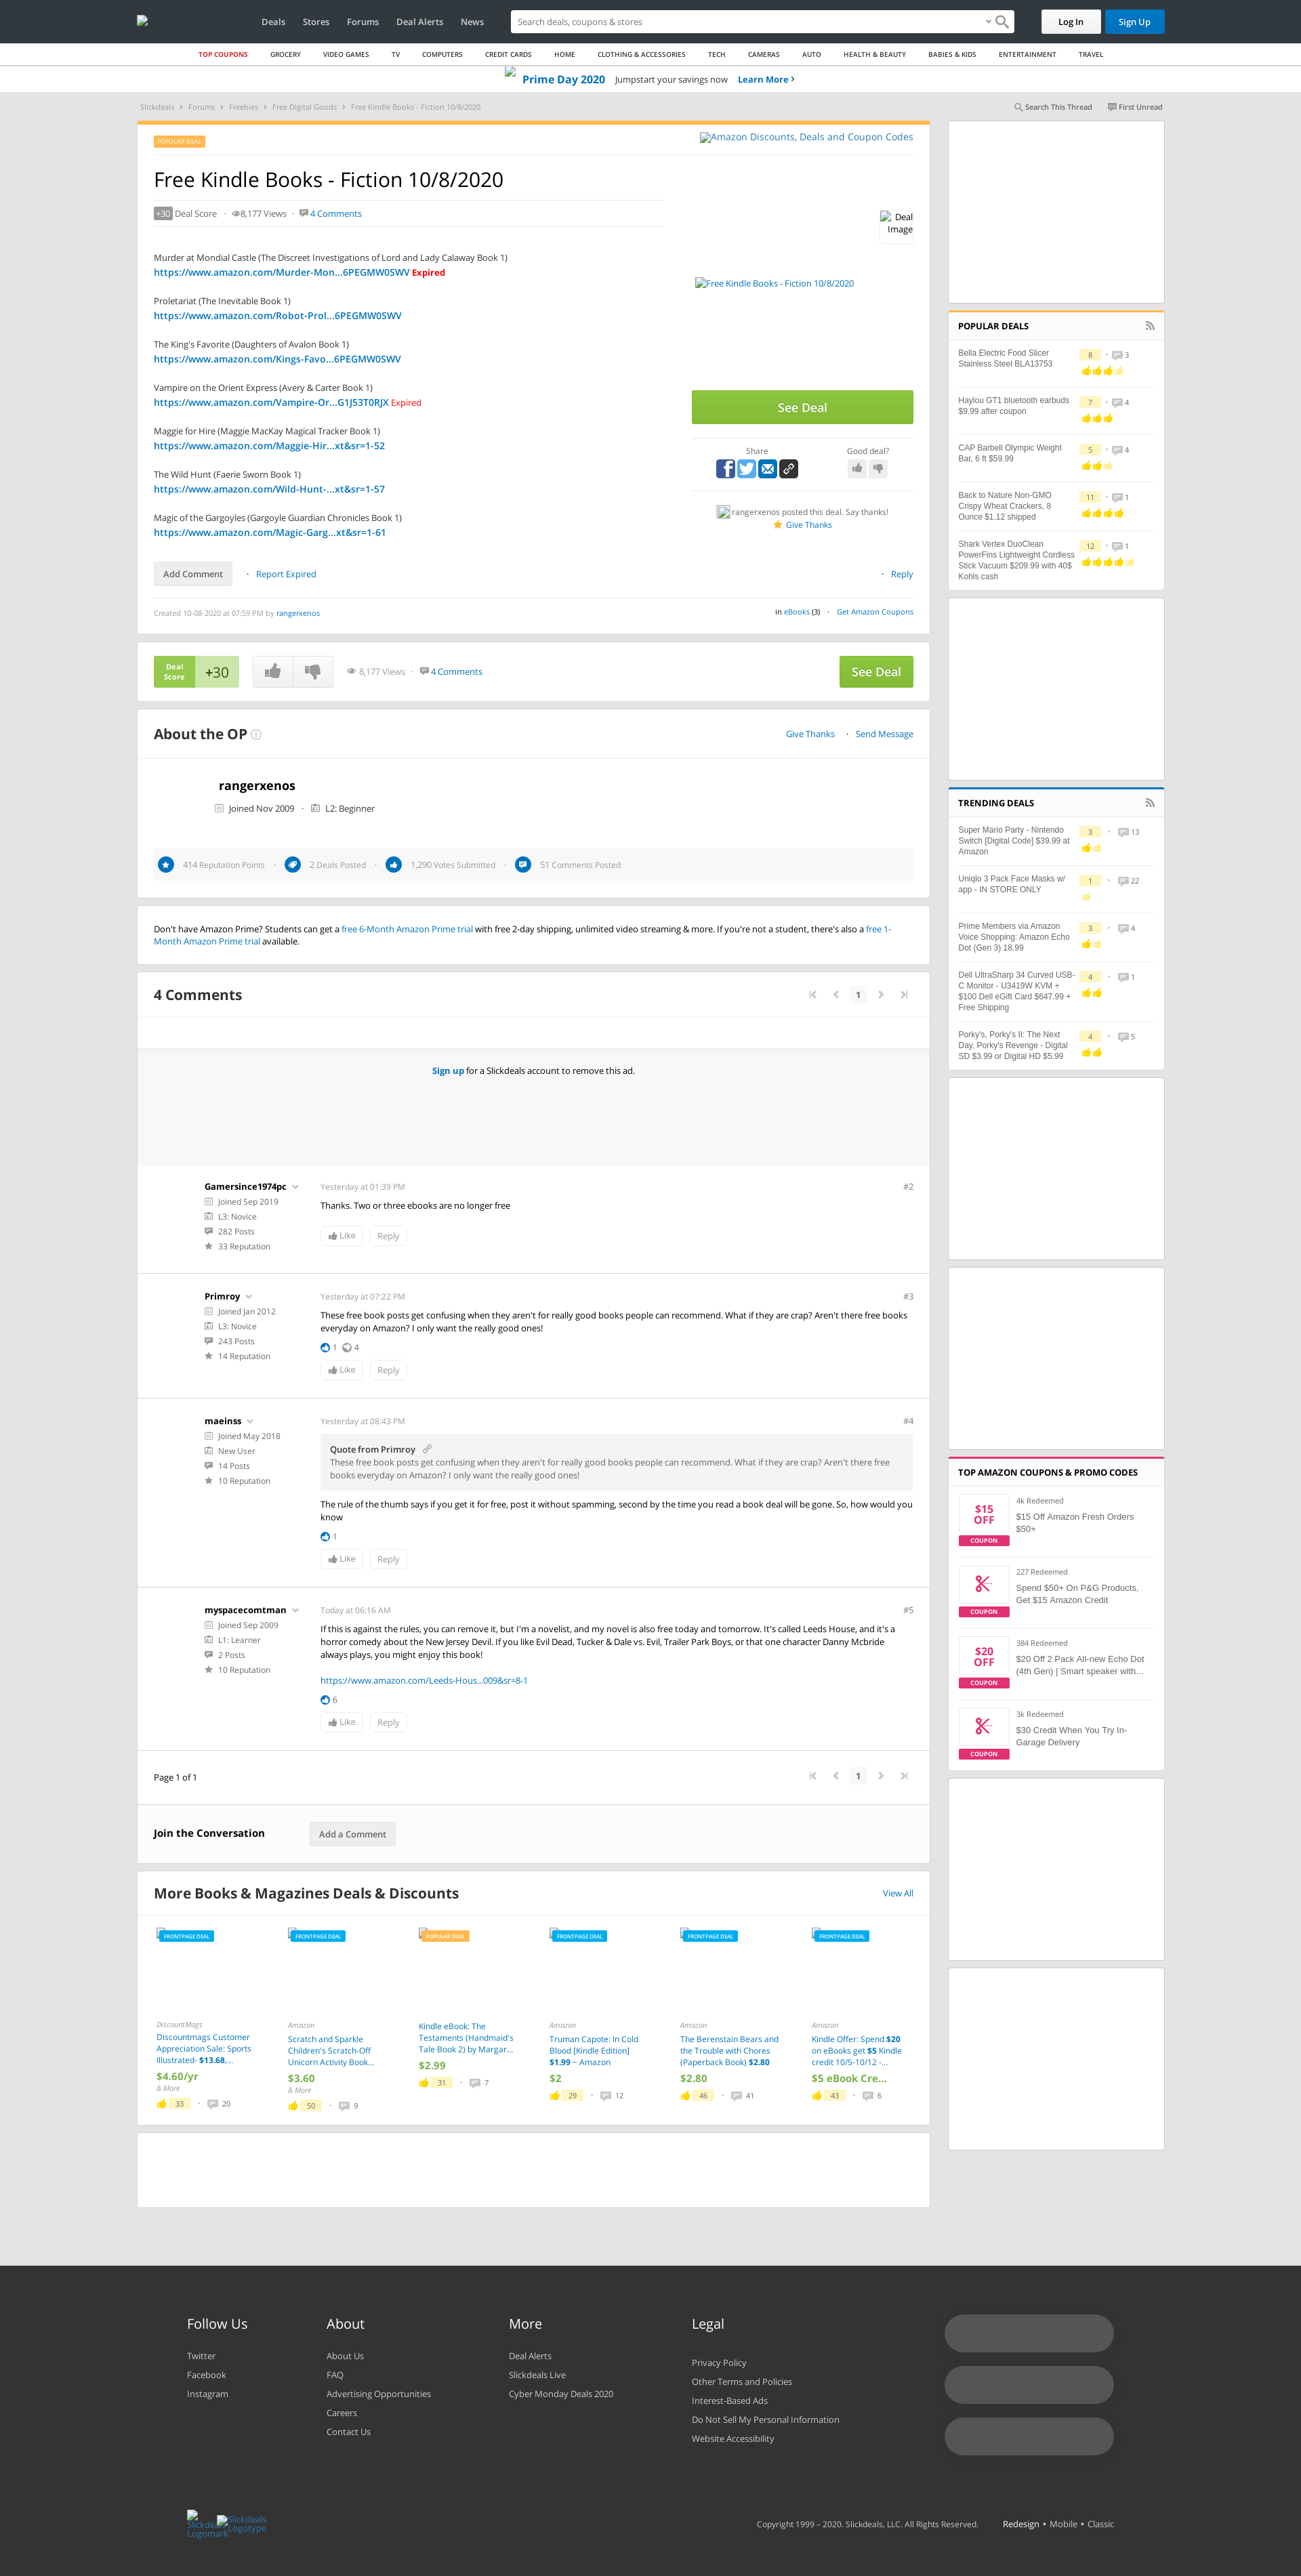 Deals Stores Forums Deal Alerts News
Search deals, coupons & stores
Log In
Sign Up
TOP COUPONS GROCERY VIDEO GAMES TV COMPUTERS CREDIT CARDS HOME CLOTHING & ACCESSORIES TECH CAMERAS AUTO HEALTH & BEAUTY BABIES & KIDS ENTERTAINMENT TRAVEL
Prime Day 2020 Jumpstart your savings now Learn More
Slickdeals > Forums > Freebies > Free Digital Goods > Free Kindle Books - Fiction 10/8/2020
Search This Thread First Unread
POPULAR DEAL
Amazon Discounts, Deals and Coupon Codes
Free Kindle Books - Fiction 10/8/2020
+30 Deal Score · 8,177 Views · 4 Comments
Deal Image
Murder at Mondial Castle (The Discreet Investigations of Lord and Lady Calaway Book 1)
https://www.amazon.com/Murder-Mon...6PEGMW0SWV Expired
Proletariat (The Inevitable Book 1)
https://www.amazon.com/Robot-Prol...6PEGMW0SWV
The King's Favorite (Daughters of Avalon Book 1)
https://www.amazon.com/Kings-Favo...6PEGMW0SWV
Vampire on the Orient Express (Avery & Carter Book 1)
https://www.amazon.com/Vampire-Or...G1J53T0RJX Expired
Maggie for Hire (Maggie MacKay Magical Tracker Book 1)
https://www.amazon.com/Maggie-Hir...xt&sr=1-52
The Wild Hunt (Faerie Sworn Book 1)
https://www.amazon.com/Wild-Hunt-...xt&sr=1-57
Magic of the Gargoyles (Gargoyle Guardian Chronicles Book 1)
https://www.amazon.com/Magic-Garg...xt&sr=1-61
Free Kindle Books - Fiction 10/8/2020
See Deal
Share
Good deal?
rangerxenos posted this deal. Say thanks!
Give Thanks
Add Comment · Report Expired
· Reply
Created 10-08-2020 at 07:59 PM by rangerxenos
in eBooks (3) · Get Amazon Coupons
Deal Score +30
8,177 Views · 4 Comments
See Deal
About the OP
Give Thanks · Send Message
rangerxenos
Joined Nov 2009 · L2: Beginner
414 Reputation Points · 2 Deals Posted · 1,290 Votes Submitted · 51 Comments Posted
Don't have Amazon Prime? Students can get a free 6-Month Amazon Prime trial with free 2-day shipping, unlimited video streaming & more. If you're not a student, there's also a free 1-
Month Amazon Prime trial available.
4 Comments
1
Sign up for a Slickdeals account to remove this ad.
Gamersince1974pc
Joined Sep 2019
L3: Novice
282 Posts
33 Reputation
Yesterday at 01:39 PM
#2
Thanks. Two or three ebooks are no longer free
Like Reply
Primroy
Joined Jan 2012
L3: Novice
243 Posts
14 Reputation
Yesterday at 07:22 PM
#3
These free book posts get confusing when they aren't for really good books people can recommend. What if they are crap? Aren't there free books
everyday on Amazon? I only want the really good ones!
1 4
Like Reply
maeinss
Joined May 2018
New User
14 Posts
10 Reputation
Yesterday at 08:43 PM
#4
Quote from Primroy
These free book posts get confusing when they aren't for really good books people can recommend. What if they are crap? Aren't there free
books everyday on Amazon? I only want the really good ones!
The rule of the thumb says if you get it for free, post it without spamming, second by the time you read a book deal will be gone. So, how would you
know
1
Like Reply
myspacecomtman
Joined Sep 2009
L1: Learner
2 Posts
10 Reputation
Today at 06:16 AM
#5
If this is against the rules, you can remove it, but I'm a novelist, and my novel is also free today and tomorrow. It's called Leeds House, and it's a
horror comedy about the New Jersey Devil. If you like Evil Dead, Tucker & Dale vs. Evil, Trailer Park Boys, or that one character Danny Mcbride
always plays, you might enjoy this book!
https://www.amazon.com/Leeds-Hous...009&sr=8-1
6
Like Reply
Page 1 of 1
1
Join the Conversation
Add a Comment
More Books & Magazines Deals & Discounts
View All
FRONTPAGE DEAL
DiscountMags
Discountmags Customer
Appreciation Sale: Sports
Illustrated- $13.68,...
$4.60/yr
& More
33 · 20
FRONTPAGE DEAL
Amazon
Scratch and Sparkle
Children's Scratch-Off
Unicorn Activity Book...
$3.60
& More
50 · 9
POPULAR DEAL
Kindle eBook: The
Testaments (Handmaid's
Tale Book 2) by Margar...
$2.99
31 · 7
FRONTPAGE DEAL
Amazon
Truman Capote: In Cold
Blood [Kindle Edition]
$1.99 ~ Amazon
$2
29 · 12
FRONTPAGE DEAL
Amazon
The Berenstain Bears and
the Trouble with Chores
(Paperback Book) $2.80
$2.80
46 · 41
FRONTPAGE DEAL
Amazon
Kindle Offer: Spend $20
on eBooks get $5 Kindle
credit 10/5-10/12 -...
$5 eBook Cre...
43 · 6
POPULAR DEALS
Bella Electric Food Slicer
Stainless Steel BLA13753
8 · 3
Haylou GT1 bluetooth earbuds
$9.99 after coupon
7 · 4
CAP Barbell Olympic Weight
Bar, 6 ft $59.99
5 · 4
Back to Nature Non-GMO
Crispy Wheat Crackers, 8
Ounce $1.12 shipped
11 · 1
Shark Vertex DuoClean
PowerFins Lightweight Cordless
Stick Vacuum $209.99 with 40$
Kohls cash
12 · 1
TRENDING DEALS
Super Mario Party - Nintendo
Switch [Digital Code] $39.99 at
Amazon
3 · 13
Uniqlo 3 Pack Face Masks w/
app - IN STORE ONLY
1 · 22
Prime Members via Amazon
Voice Shopping: Amazon Echo
Dot (Gen 3) 18.99
3 · 4
Dell UltraSharp 34 Curved USB-
C Monitor - U3419W KVM +
$100 Dell eGift Card $647.99 +
Free Shipping
4 · 1
Porky's, Porky's II: The Next
Day, Porky's Revenge - Digital
SD $3.99 or Digital HD $5.99
4 · 5
TOP AMAZON COUPONS & PROMO CODES
$15
OFF
COUPON
4k Redeemed
$15 Off Amazon Fresh Orders
$50+
COUPON
227 Redeemed
Spend $50+ On P&G Products,
Get $15 Amazon Credit
$20
OFF
COUPON
384 Redeemed
$20 Off 2 Pack All-new Echo Dot
(4th Gen) | Smart speaker with...
COUPON
3k Redeemed
$30 Credit When You Try In-
Garage Delivery
Follow Us
Twitter
Facebook
Instagram
About
About Us
FAQ
Advertising Opportunities
Careers
Contact Us
More
Deal Alerts
Slickdeals Live
Cyber Monday Deals 2020
Legal
Privacy Policy
Other Terms and Policies
Interest-Based Ads
Do Not Sell My Personal Information
Website Accessibility
Slickdeals Logomark
Slickdeals Logotype
Copyright 1999 – 2020. Slickdeals, LLC. All Rights Reserved.
Redesign • Mobile • Classic